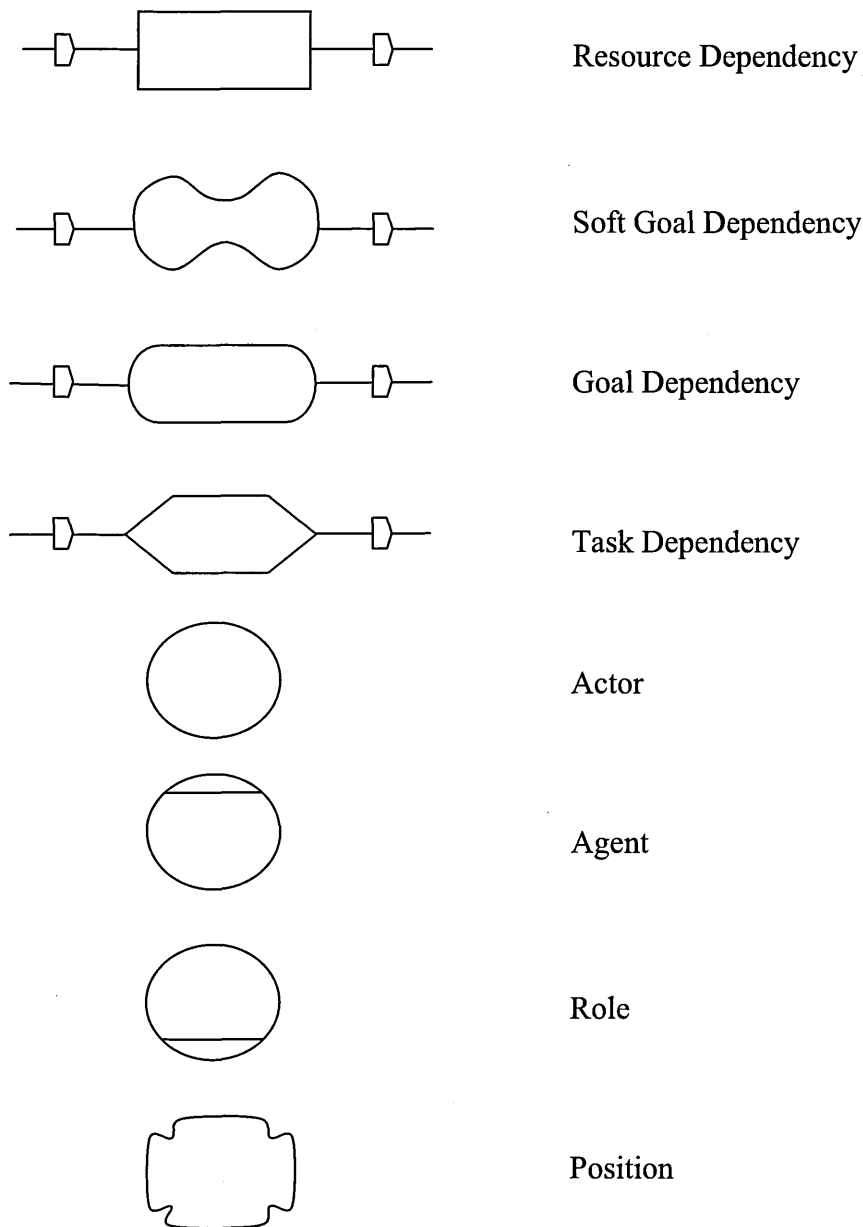 Resource Dependency
Soft Goal Dependency
Goal Dependency
Task Dependency
Actor
Agent
Role
Position